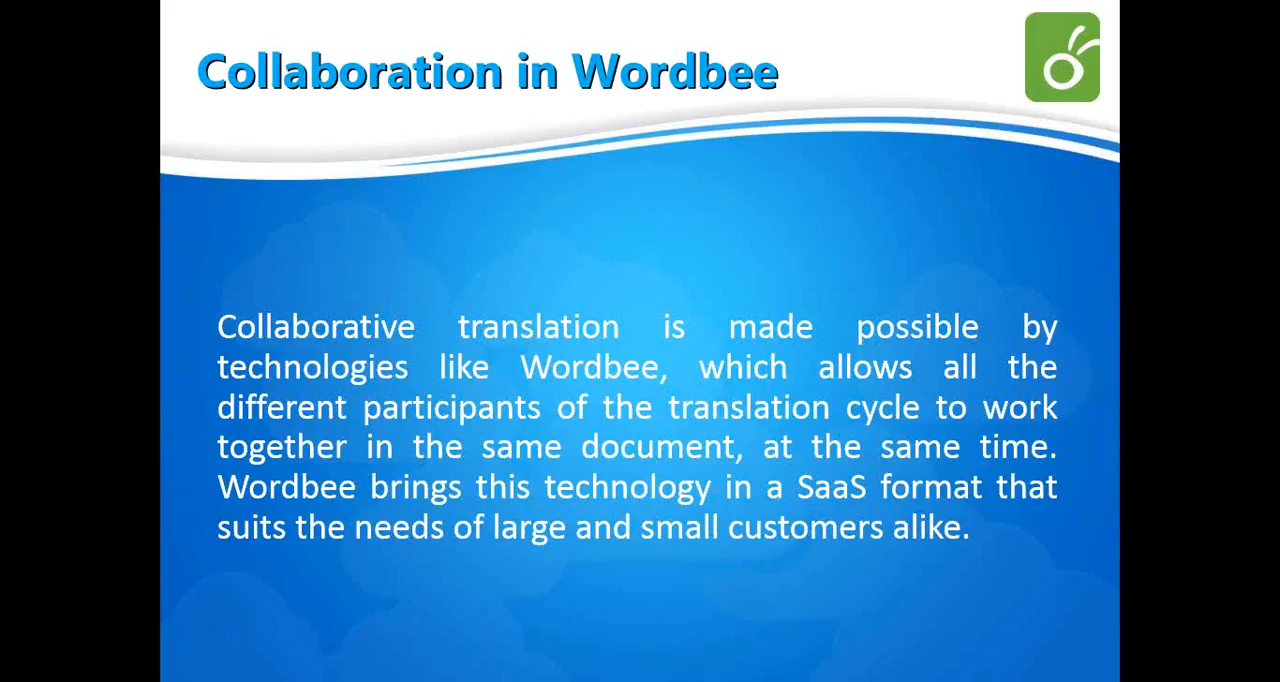 Collaboration in Wordbee
Collaborative translation is made possible by
technologies like Wordbee, which allows all the
different participants of the translation cycle to work
together in the same document, at the same time.
Wordbee brings this technology in a SaaS format that
suits the needs of large and small customers alike.